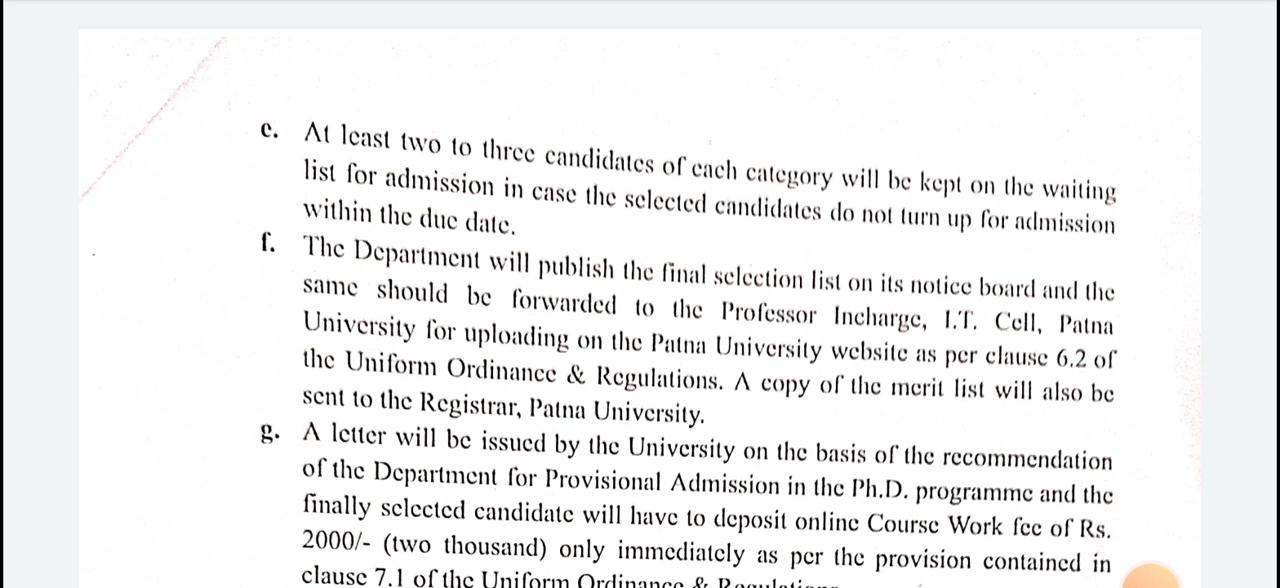 e. At least two to three candidates of each category will be kept on the waiting
list for admission in case the selected candidates do not turn up for admission
within the due date.
f. The Department will publish the final selection list on its notice board and the
same should be forwarded to the Professor Incharge, I.T. Cell, Patna
University for uploading on the Patna University website as per clause 6.2 of
the Uniform Ordinance & Regulations. A copy of the merit list will also be
sent to the Registrar, Patna University.
g. A letter will be issued by the University on the basis of the recommendation
of the Department for Provisional Admission in the Ph.D. programme and the
finally selected candidate will have to deposit online Course Work fee of Rs.
2000/- (two thousand) only immediately as per the provision contained in
clause 7.1 of the Uniform Ordinance & Regulations